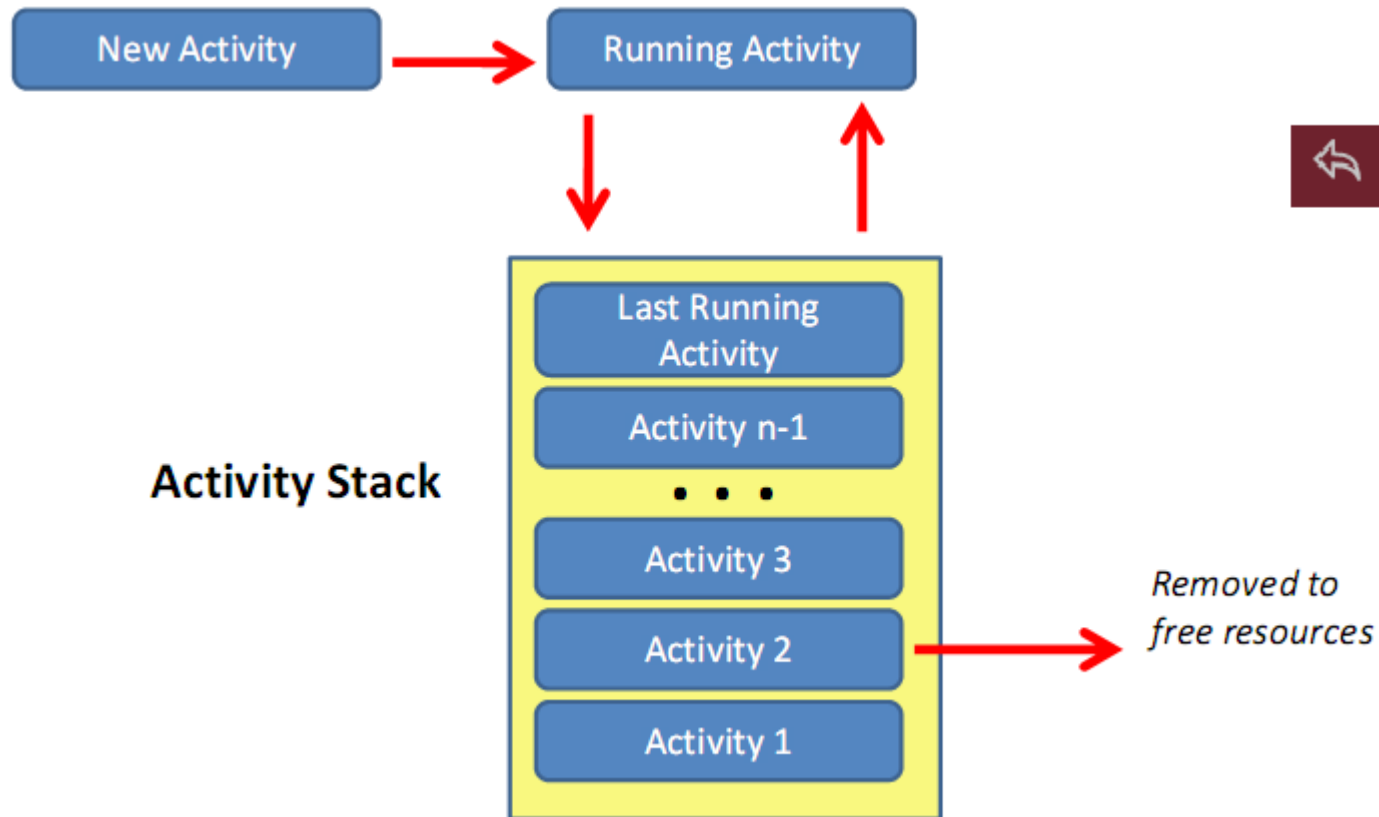 New Activity
Running Activity
Last Running
Activity
Activity n-1
. . .
Activity Stack
Activity 3
Removed to
free resources
Activity 2
Activity 1